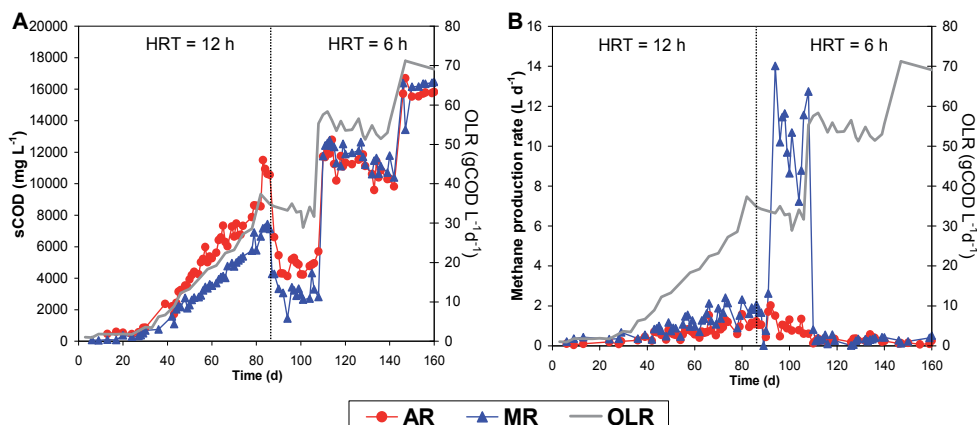 A
B
HRT = 12 h
HRT = 6 h
HRT = 12 h
HRT = 6 h
sCOD (mg L⁻¹)
20000
18000
16000
14000
12000
10000
8000
6000
4000
2000
0
80
70
60
50
40
30
20
10
0
OLR (gCOD L⁻¹d⁻¹)
0 20 40 60 80 100 120 140 160
Time (d)
Methane production rate (L d⁻¹)
16
14
12
10
8
6
4
2
0
80
70
60
50
40
30
20
10
0
OLR (gCOD L⁻¹d⁻¹)
0 20 40 60 80 100 120 140 160
Time (d)
AR MR OLR